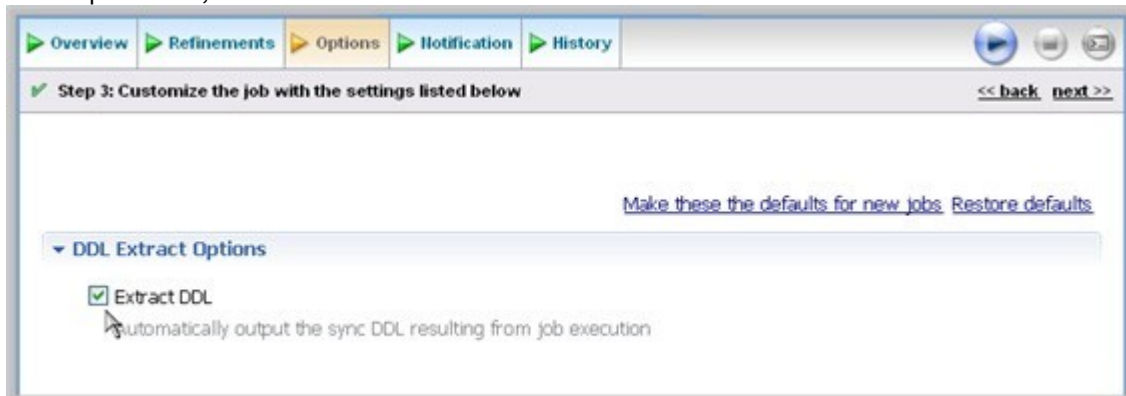 Overview Refinements Options Notification History
Step 3: Customize the job with the settings listed below << back next >>
Make these the defaults for new jobs Restore defaults
DDL Extract Options
Extract DDL
Automatically output the sync DDL resulting from job execution